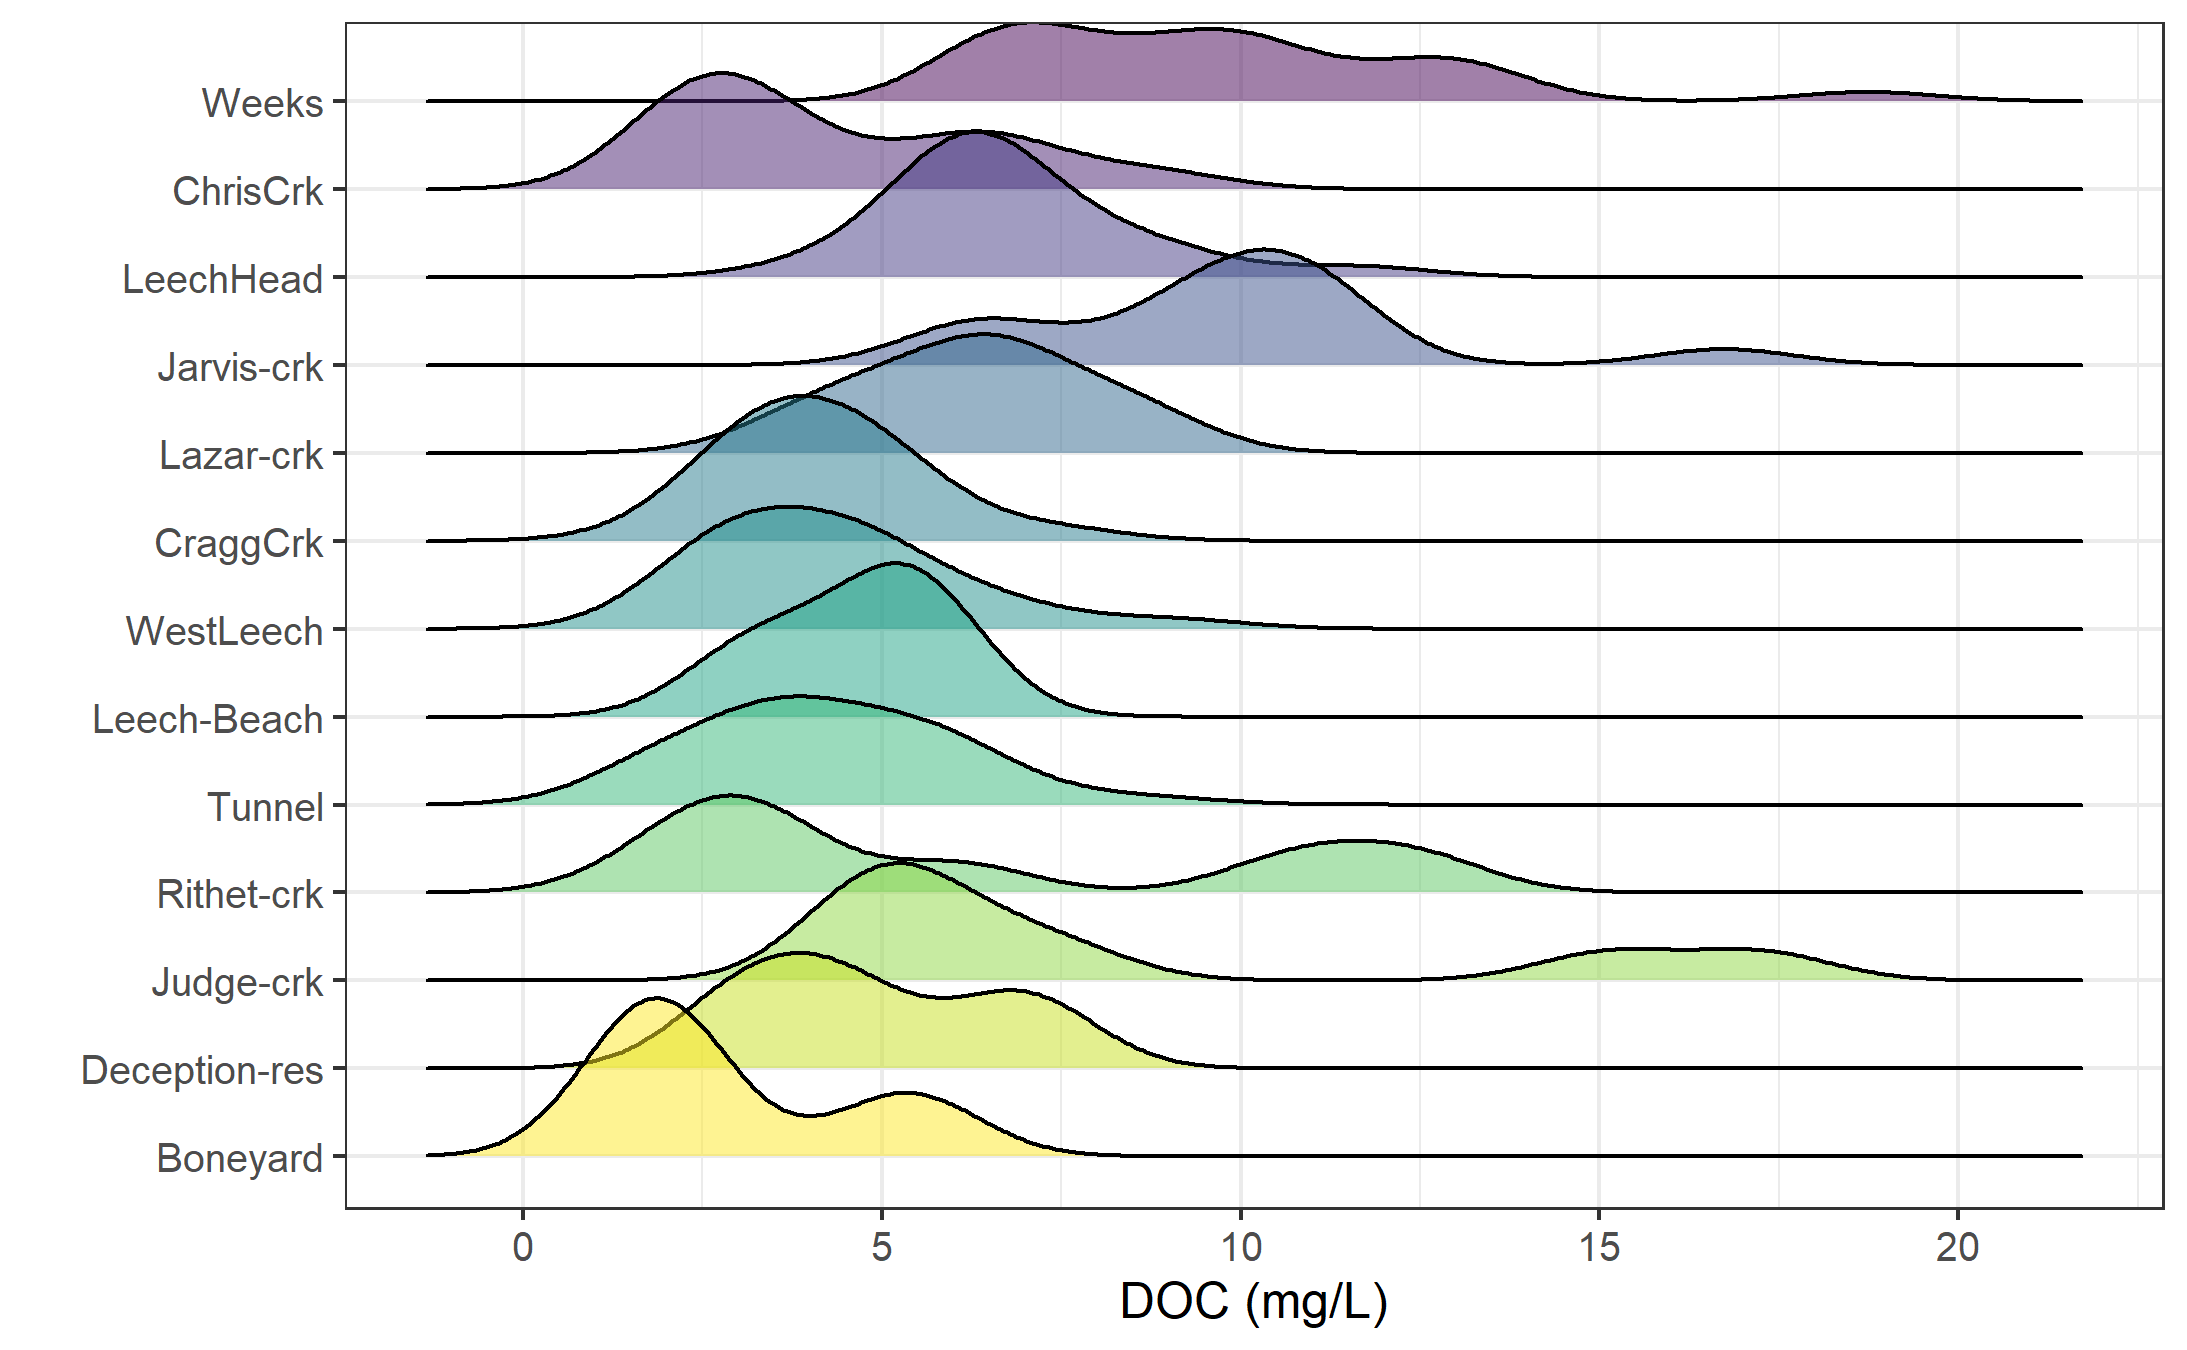 Weeks
ChrisCrk
LeechHead
Jarvis-crk
Lazar-crk
CraggCrk
WestLeech
Leech-Beach
Tunnel
Rithet-crk
Judge-crk
Deception-res
Boneyard
0 5 10 15 20
DOC (mg/L)